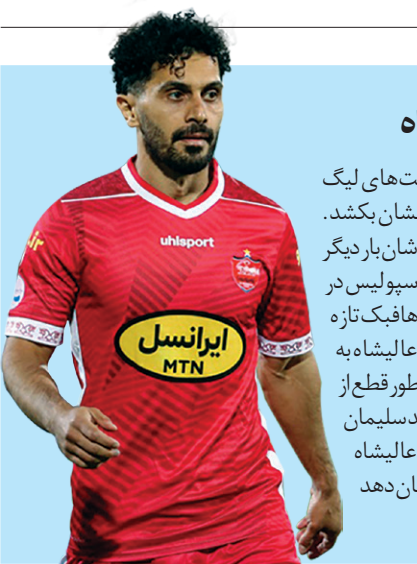 ه
ت‌های لیگ
شان بکشد.
شان بار دیگر
سپولیس در
هافبک تازه
عالیشاه به
طور قطع از
دسلیمان
عالیشاه
ان دهد
uhlsport
ایرانسل
MTN